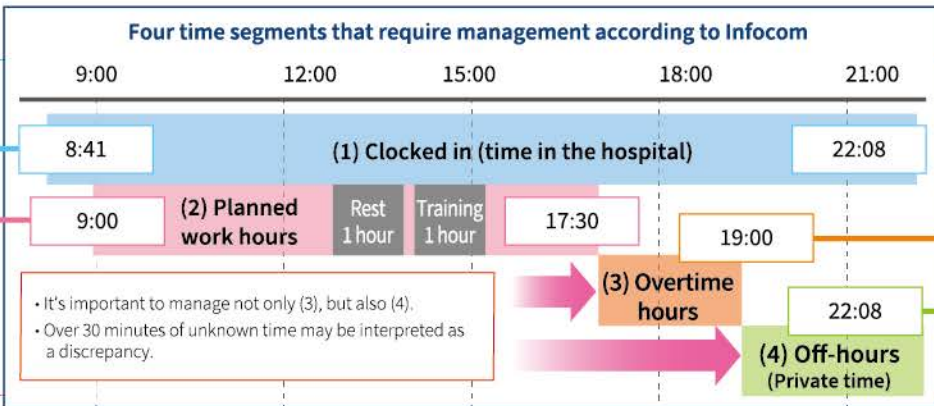 Four time segments that require management according to Infocom
9:00 12:00 15:00 18:00 21:00
8:41 (1) Clocked in (time in the hospital) 22:08
9:00 (2) Planned work hours Rest 1 hour Training 1 hour 17:30
19:00
(3) Overtime
hours
• It's important to manage not only (3), but also (4).
• Over 30 minutes of unknown time may be interpreted as
a discrepancy.
22:08
(4) Off-hours
(Private time)